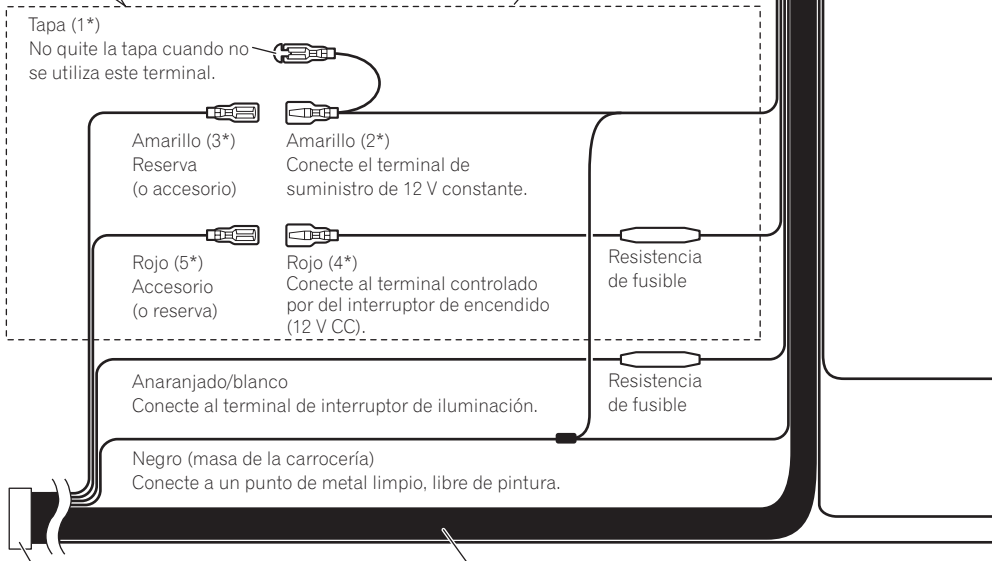 Tapa (1*)
No quite la tapa cuando no
se utiliza este terminal.
Amarillo (3*)
Reserva
(o accesorio)
Amarillo (2*)
Conecte el terminal de
suministro de 12 V constante.
Rojo (5*)
Accesorio
(o reserva)
Rojo (4*)
Conecte al terminal controlado
por del interruptor de encendido
(12 V CC).
Resistencia
de fusible
Anaranjado/blanco
Conecte al terminal de interruptor de iluminación.
Resistencia
de fusible
Negro (masa de la carrocería)
Conecte a un punto de metal limpio, libre de pintura.